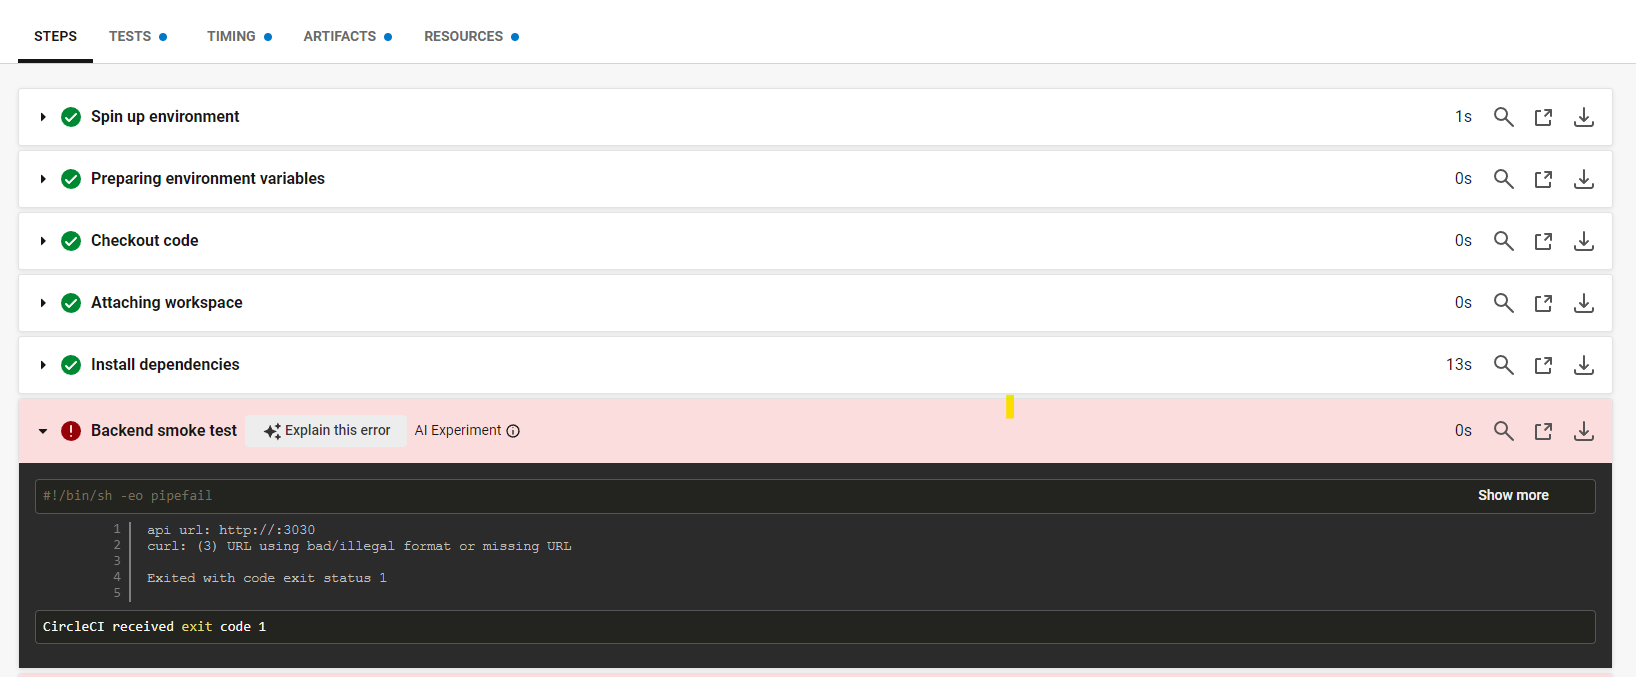 STEPS TESTS TIMING ARTIFACTS RESOURCES
Spin up environment 1s
Preparing environment variables 0s
Checkout code 0s
Attaching workspace 0s
Install dependencies 13s
Backend smoke test Explain this error AI Experiment 0s
#!/bin/sh -eo pipefail Show more
1 api url: http://:3030
2 curl: (3) URL using bad/illegal format or missing URL
3
4 Exited with code exit status 1
5
CircleCI received exit code 1